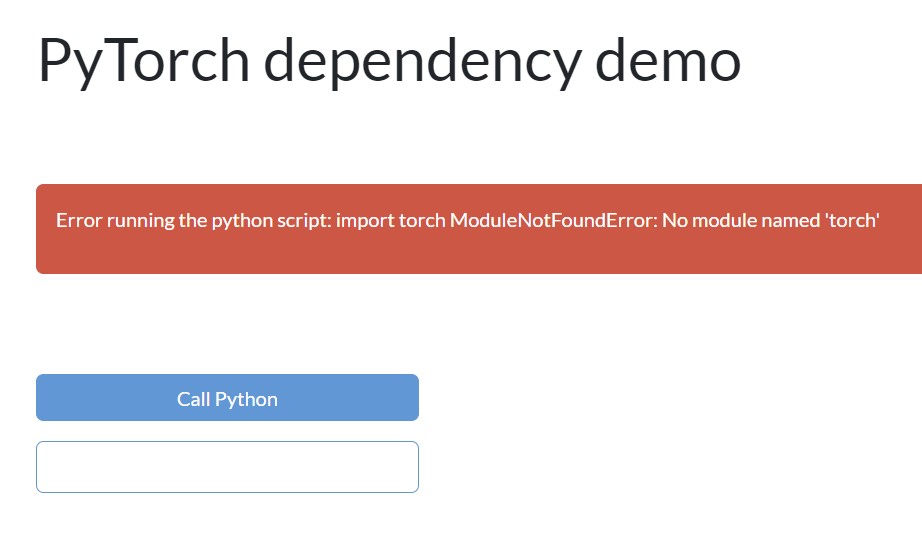 PyTorch dependency demo
Error running the python script: import torch ModuleNotFoundError: No module named 'torch'
Call Python